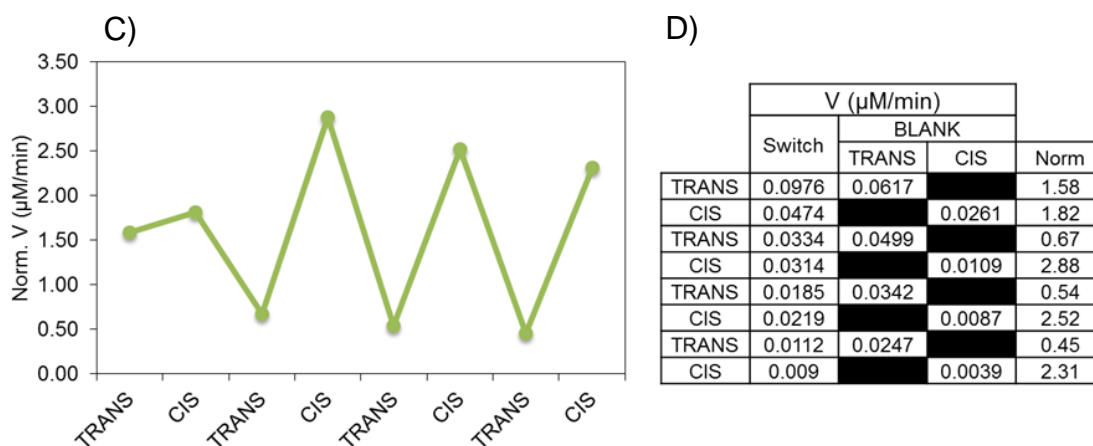 C)
Norm. V (µM/min)
3.50
3.00
2.50
2.00
1.50
1.00
0.50
0.00
TRANS
CIS
TRANS
CIS
TRANS
CIS
TRANS
CIS
D)
V (µM/min)
Switch BLANK
TRANS CIS Norm
TRANS 0.0976 0.0617 1.58
CIS 0.0474 0.0261 1.82
TRANS 0.0334 0.0499 0.67
CIS 0.0314 0.0109 2.88
TRANS 0.0185 0.0342 0.54
CIS 0.0219 0.0087 2.52
TRANS 0.0112 0.0247 0.45
CIS 0.009 0.0039 2.31